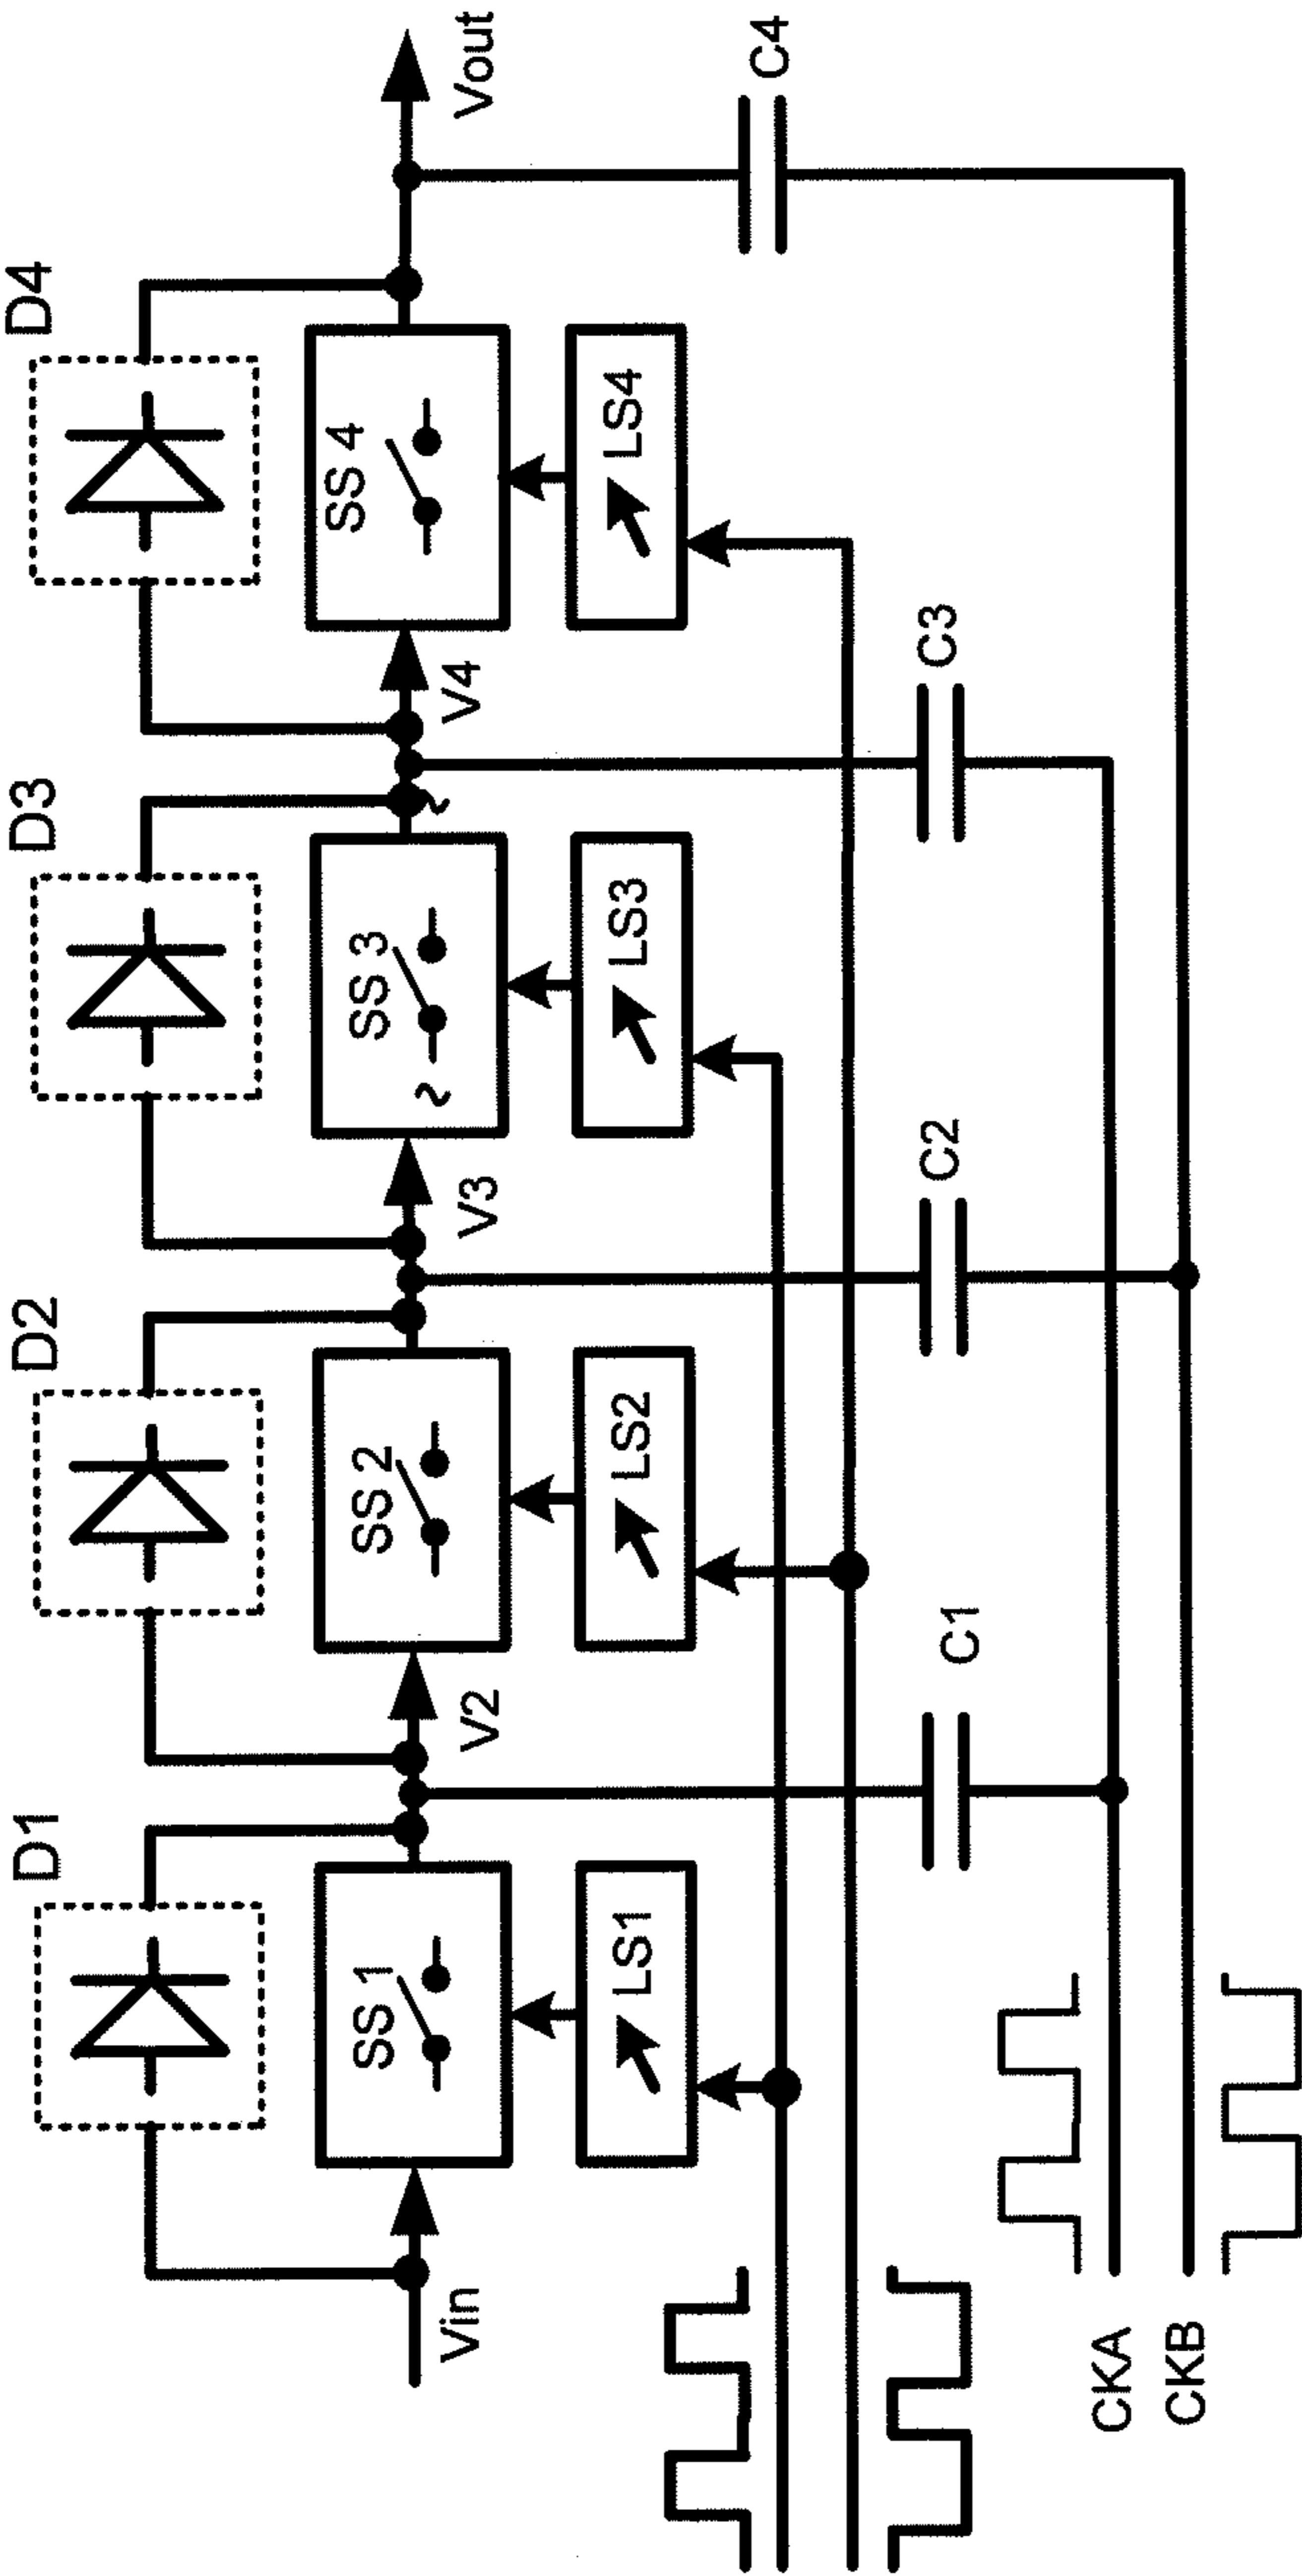 D1
D2
D3
D4
SS 1
SS 2
SS 3
SS 4
Vin
V2
V3
V4
Vout
LS1
LS2
LS3
LS4
C1
C2
C3
C4
CKA
CKB